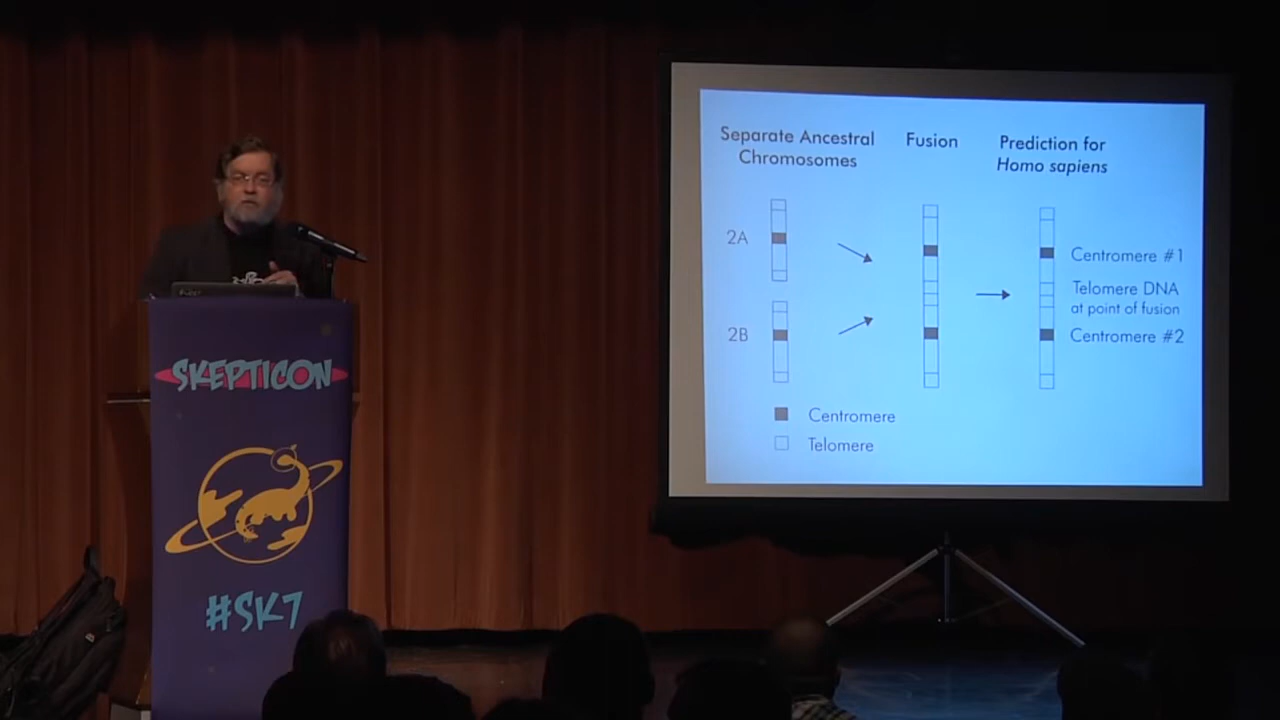 Separate Ancestral
Chromosomes
Fusion
Prediction for
Homo sapiens
2A
2B
Centromere #1
Telomere DNA
at point of fusion
Centromere #2
Centromere
Telomere
SKEPTICON
#SK7